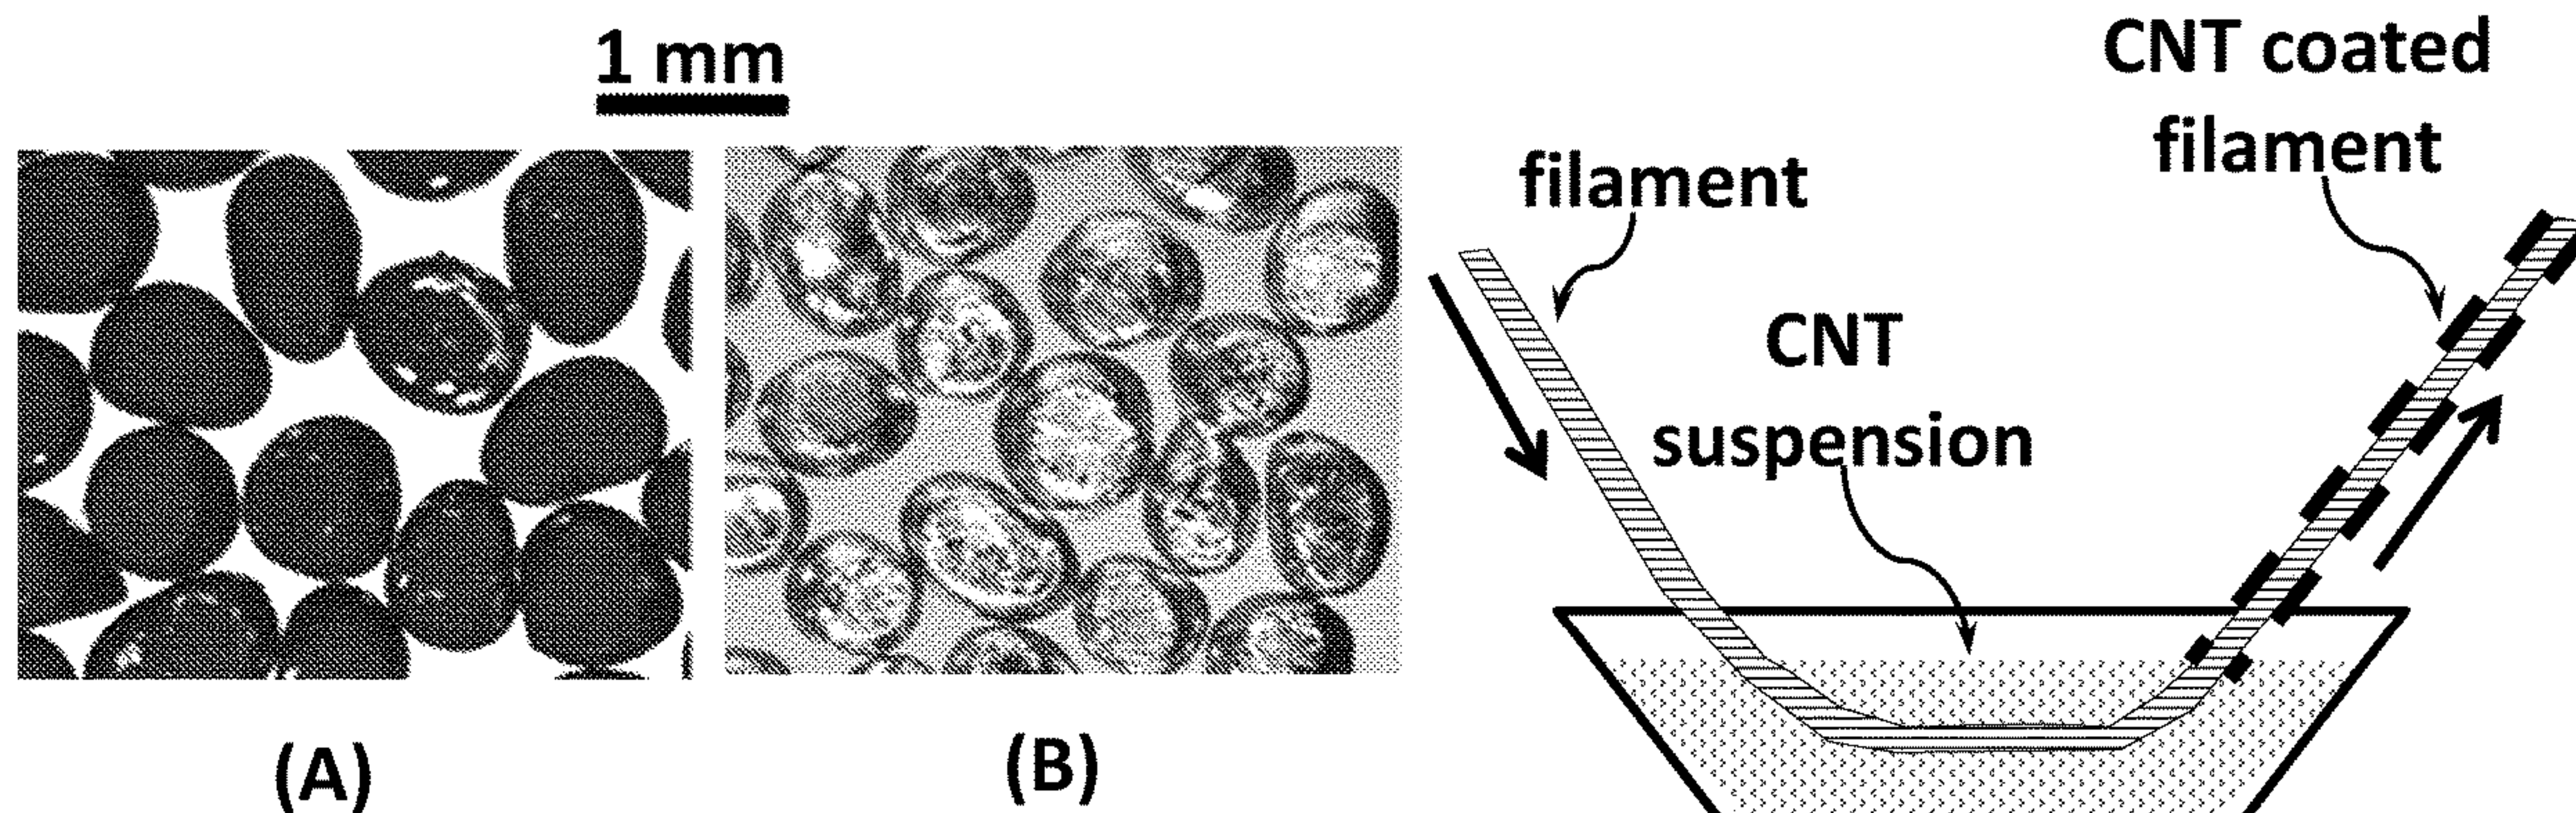 1 mm
(A)
(B)
filament
CNT
suspension
CNT coated
filament